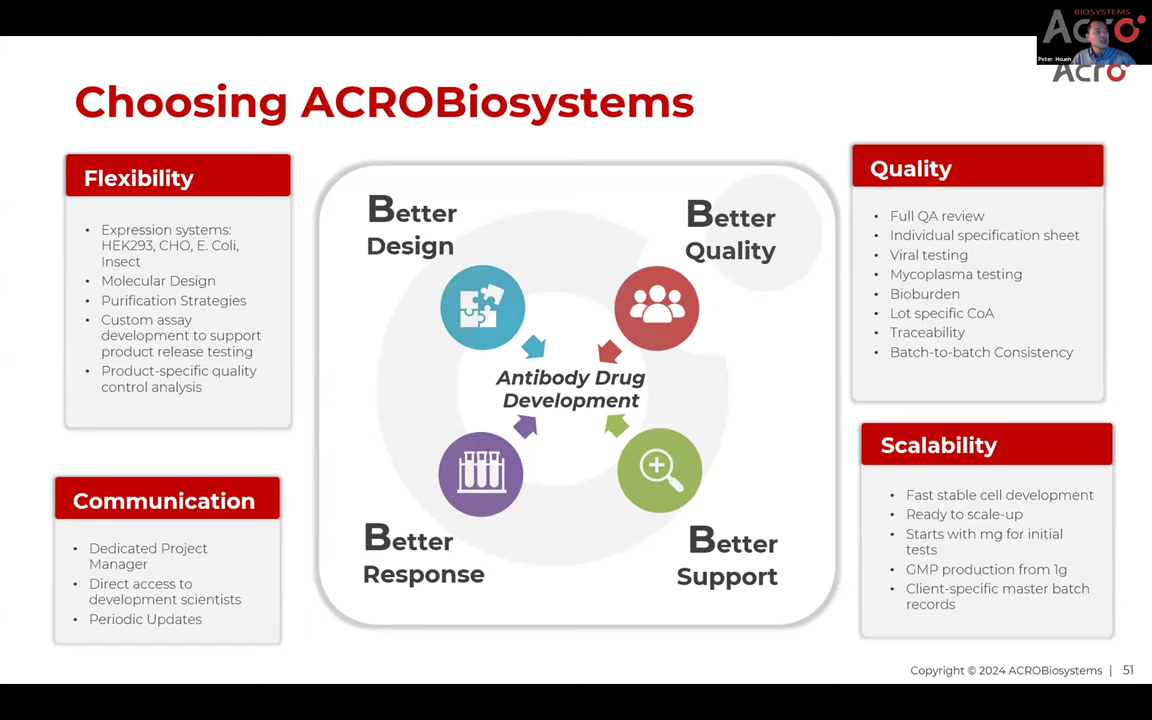 BIOSYSTEMS
Acro
Peter Hsueh
Acro
Choosing ACROBiosystems
Flexibility
• Expression systems:
HEK293, CHO, E. Coli,
Insect
• Molecular Design
• Purification Strategies
• Custom assay
development to support
product release testing
• Product-specific quality
control analysis
Communication
• Dedicated Project
Manager
• Direct access to
development scientists
• Periodic Updates
Better
Design
Better
Quality
Antibody Drug
Development
Better
Response
Better
Support
Quality
• Full QA review
• Individual specification sheet
• Viral testing
• Mycoplasma testing
• Bioburden
• Lot specific CoA
• Traceability
• Batch-to-batch Consistency
Scalability
• Fast stable cell development
• Ready to scale-up
• Starts with mg for initial
tests
• GMP production from 1g
• Client-specific master batch
records
Copyright © 2024 ACROBiosystems | 51